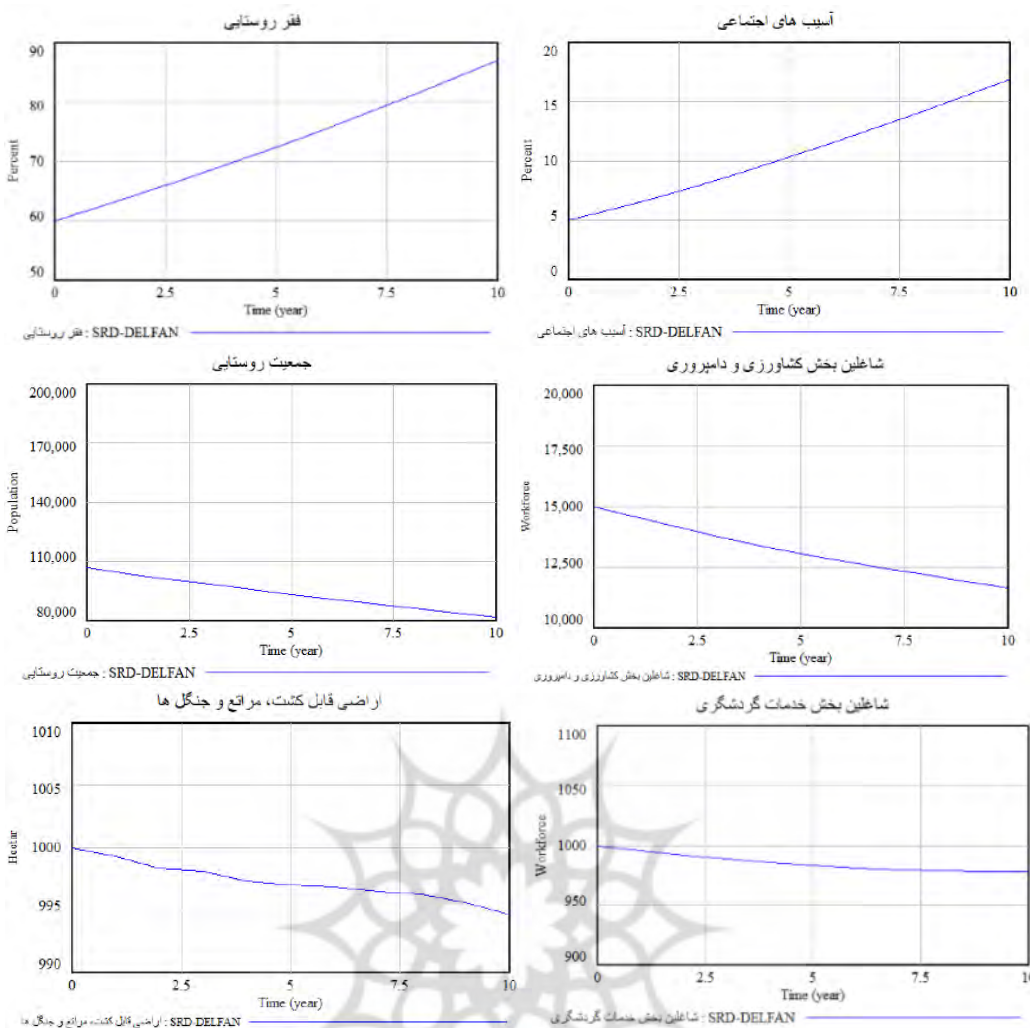 فقر روستایی
90
80
70
60
50
Percent
0 2.5 5 7.5 10
Time (year)
فقر روستایی : SRD-DELFAN
آسیب های اجتماعی
20
15
10
5
0
Percent
0 2.5 5 7.5 10
Time (year)
آسیب های اجتماعی : SRD-DELFAN
جمعیت روستایی
200,000
170,000
140,000
110,000
80,000
Population
0 2.5 5 7.5 10
Time (year)
جمعیت روستایی : SRD-DELFAN
شاغلین بخش کشاورزی و دامپروری
20,000
17,500
15,000
12,500
10,000
Workforce
0 2.5 5 7.5 10
Time (year)
شاغلین بخش کشاورزی و دامپروری : SRD-DELFAN
اراضی قابل کشت، مراتع و جنگل ها
1010
1005
1000
995
990
Hectar
0 2.5 5 7.5 10
Time (year)
اراضی قابل کشت، مراتع و جنگل ها : SRD-DELFAN
شاغلین بخش خدمات گردشگری
1100
1050
1000
950
900
Workforce
0 2.5 5 7.5 10
Time (year)
شاغلین بخش خدمات گردشگری : SRD-DELFAN